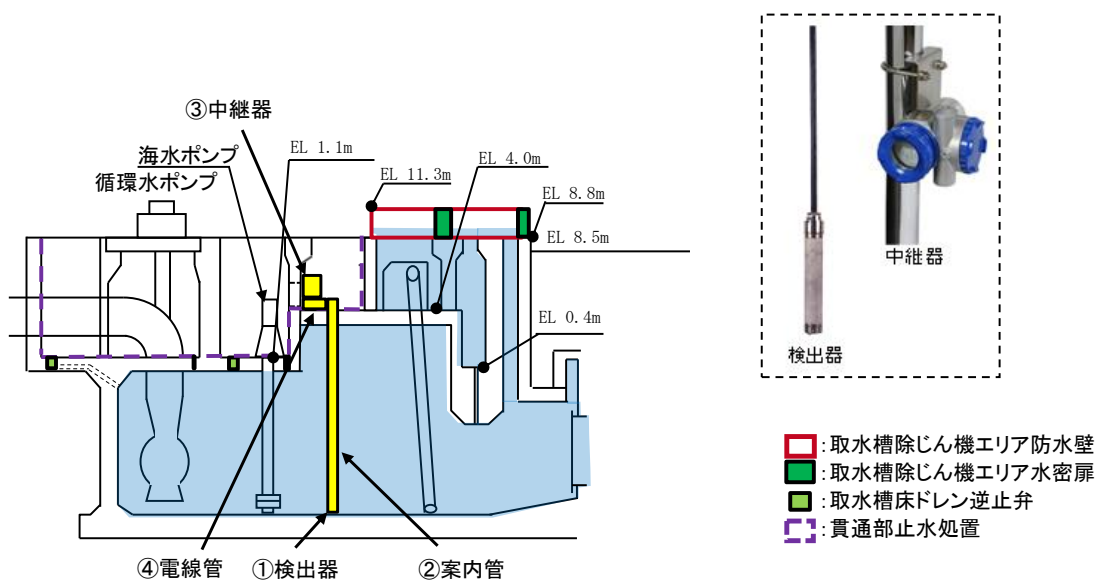 ③中継器
海水ポンプ
循環水ポンプ
EL 1.1m
EL 11.3m
EL 4.0m
EL 8.8m
EL 8.5m
EL 0.4m
④電線管
①検出器
②案内管
検出器
中継器
:取水槽除じん機エリア防水壁
:取水槽除じん機エリア水密扉
:取水槽床ドレン逆止弁
:貫通部止水処置